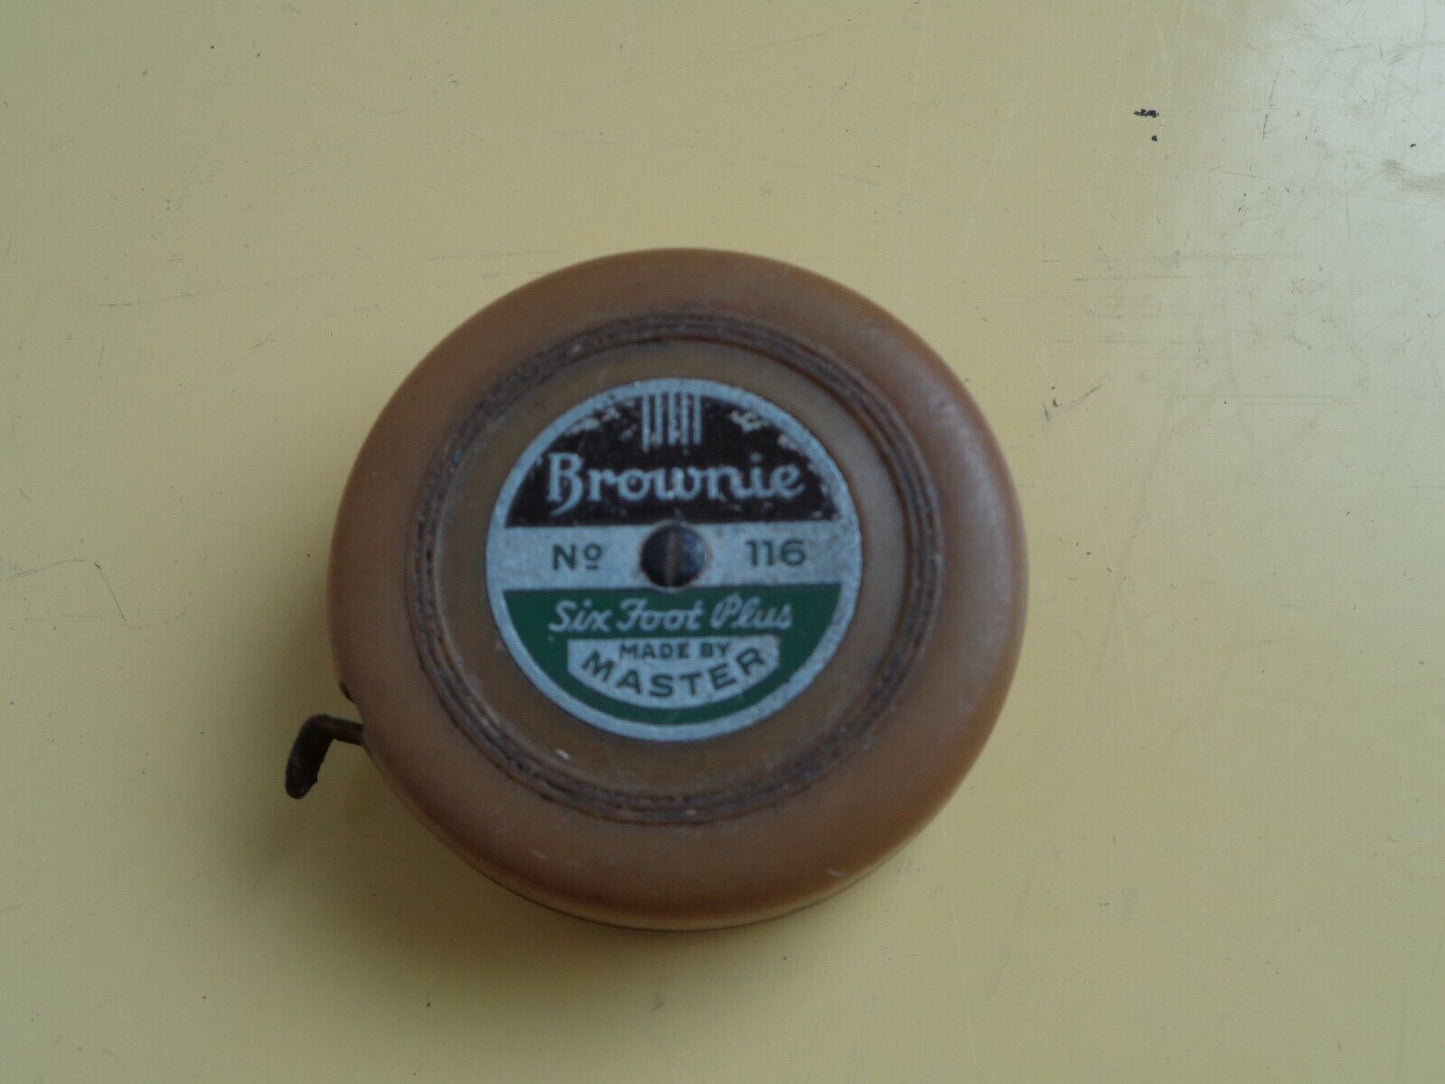 Brownie
Nº 116
Six Foot Plus
MADE BY
MASTER